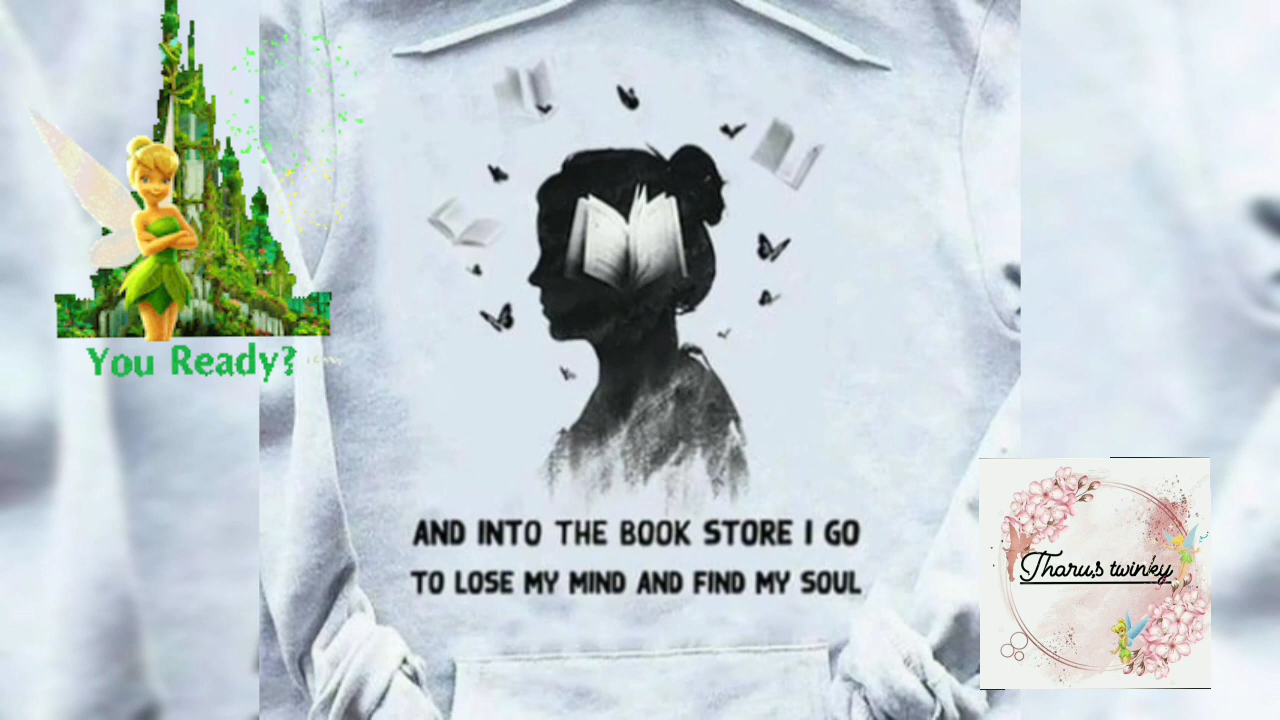 You Ready?
AND INTO THE BOOK STORE I GO
TO LOSE MY MIND AND FIND MY SOUL
Tharu,s twinky